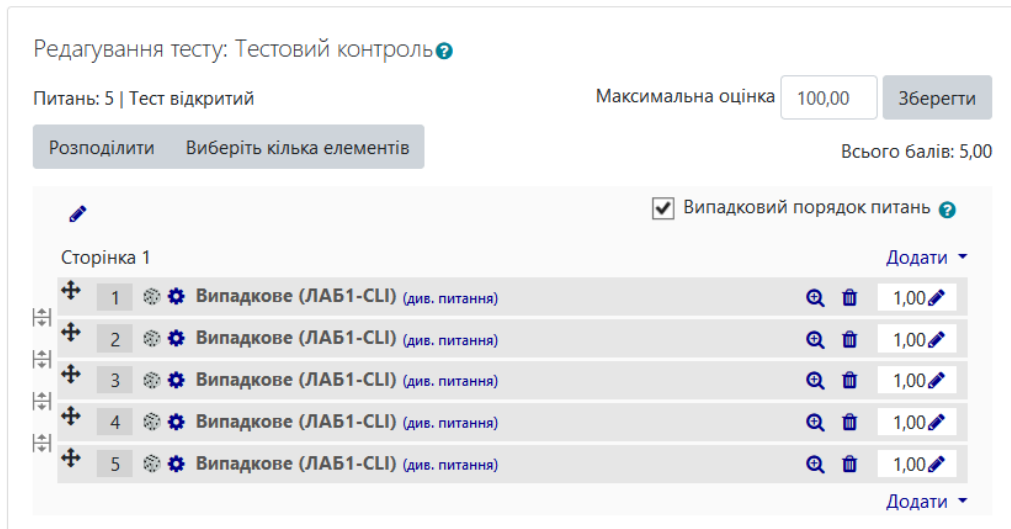 Редагування тесту: Тестовий контроль
Питань: 5 | Тест відкритий
Максимальна оцінка 100,00 Зберегти
Розподілити Виберіть кілька елементів
Всього балів: 5,00
Випадковий порядок питань
Сторінка 1
Додати
1 Випадкове (ЛАБ1-CLI) (див. питання) 1,00
2 Випадкове (ЛАБ1-CLI) (див. питання) 1,00
3 Випадкове (ЛАБ1-CLI) (див. питання) 1,00
4 Випадкове (ЛАБ1-CLI) (див. питання) 1,00
5 Випадкове (ЛАБ1-CLI) (див. питання) 1,00
Додати